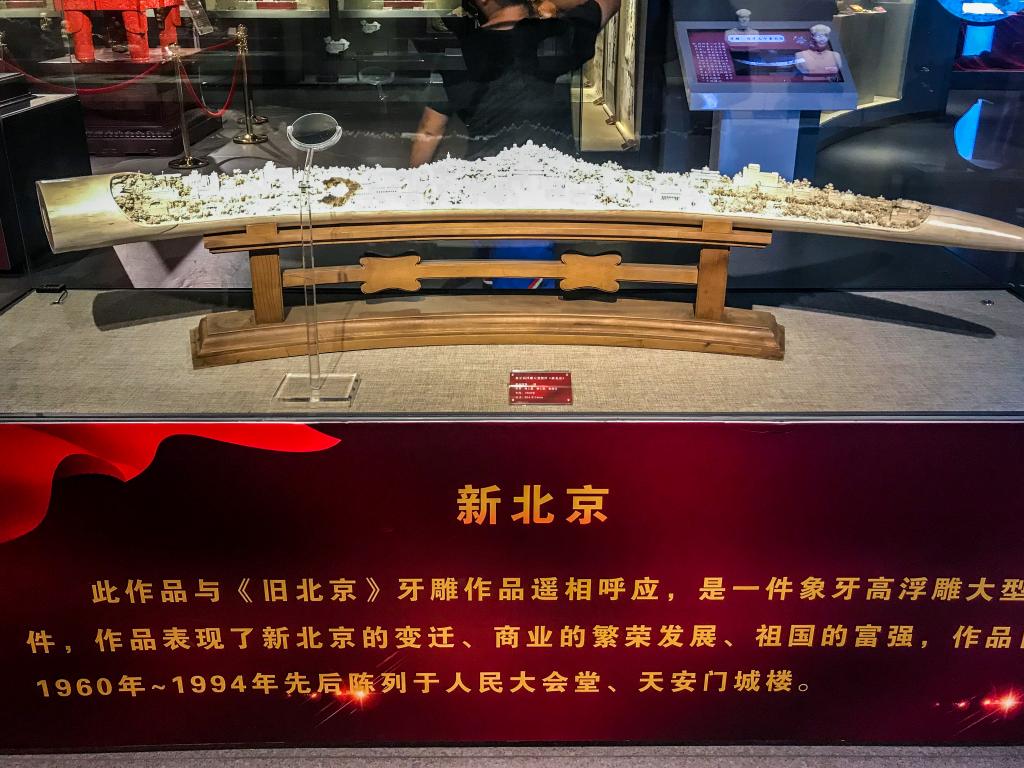 新北京
此作品与《旧北京》牙雕作品遥相呼应，是一件象牙高浮雕大型
件，作品表现了新北京的变迁、商业的繁荣发展、祖国的富强，作品
1960年~1994年先后陈列于人民大会堂、天安门城楼。